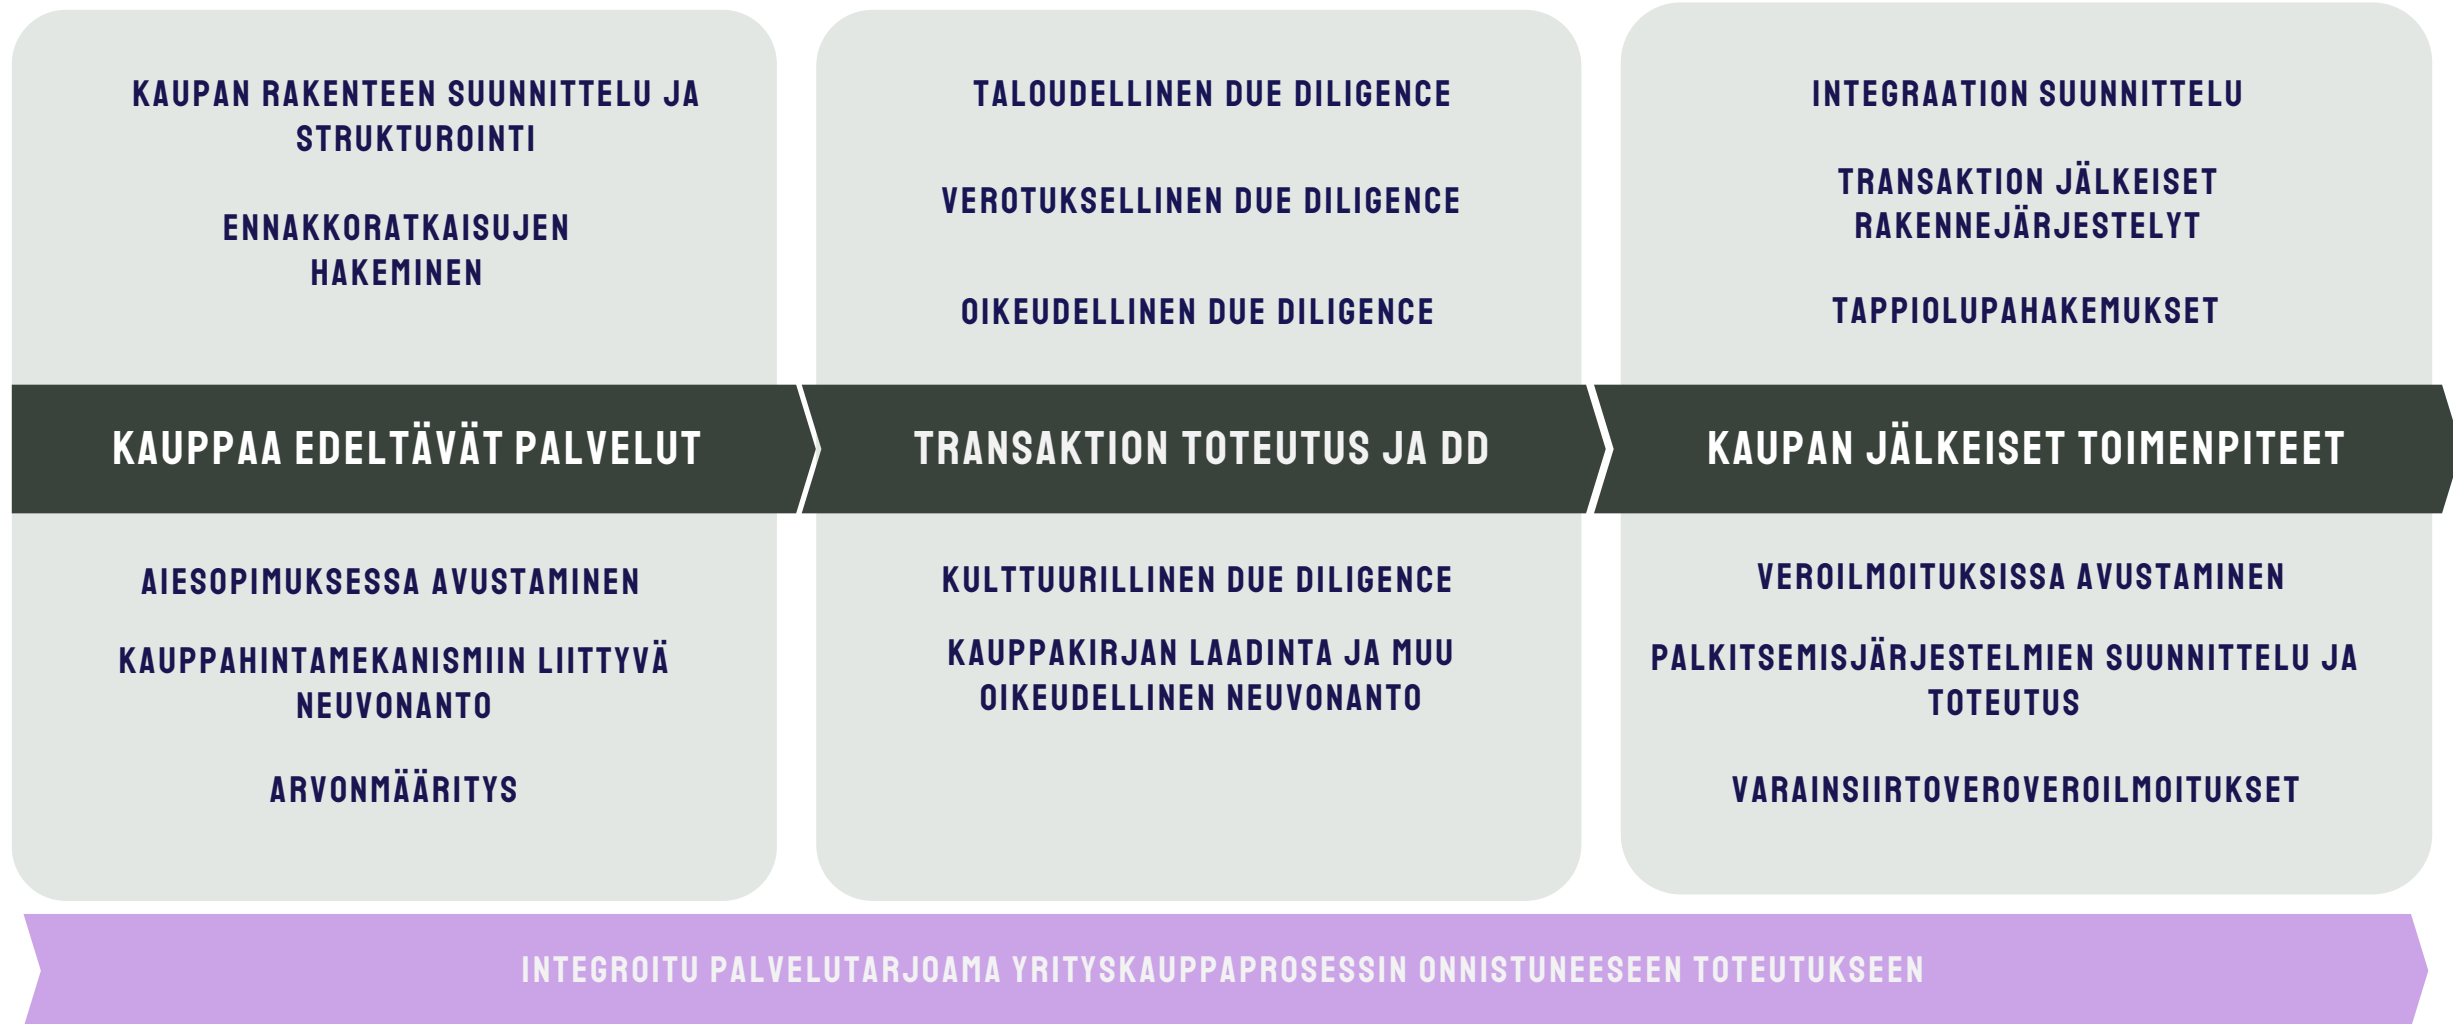 KAUPAN RAKENTEEN SUUNNITTELU JA
STRUKTUROINTI
ENNAKKORATKAISUJEN
HAKEMINEN
KAUPPAA EDELTÄVÄT PALVELUT
AIESOPIMUKSESSA AVUSTAMINEN
KAUPPAHINTAMEKANISMIIN LIITTYVÄ
NEUVONANTO
ARVONMÄÄRITYS
TALOUDELLINEN DUE DILIGENCE
VEROTUKSELLINEN DUE DILIGENCE
OIKEUDELLINEN DUE DILIGENCE
TRANSAKTION TOTEUTUS JA DD
KULTTUURILLINEN DUE DILIGENCE
KAUPPAKIRJAN LAADINTA JA MUU
OIKEUDELLINEN NEUVONANTO
INTEGRAATION SUUNNITTELU
TRANSAKTION JÄLKEISET
RAKENNEJÄRJESTELYT
TAPPIOLUPAHAKEMUKSET
KAUPAN JÄLKEISET TOIMENPITEET
VEROILMOITUKSISSA AVUSTAMINEN
PALKITSEMISJÄRJESTELMIEN SUUNNITTELU JA
TOTEUTUS
VARAINSIIRTOVEROVEROILMOITUKSET
INTEGROITU PALVELUTARJOAMA YRITYSKAUPPAPROSESSIN ONNISTUNEESEEN TOTEUTUKSEEN